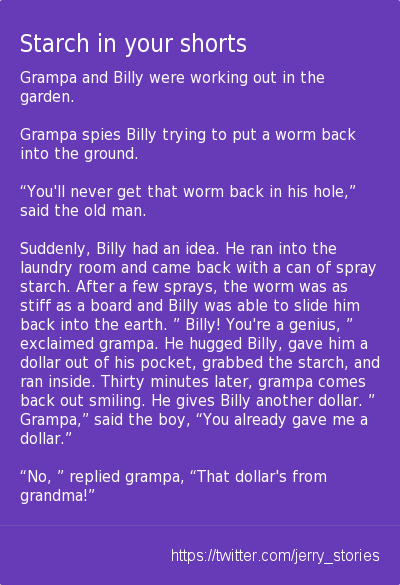 Starch in your shorts
Grampa and Billy were working out in the
garden.
Grampa spies Billy trying to put a worm back
into the ground.
“You'll never get that worm back in his hole,”
said the old man.
Suddenly, Billy had an idea. He ran into the
laundry room and came back with a can of spray
starch. After a few sprays, the worm was as
stiff as a board and Billy was able to slide him
back into the earth. ” Billy! You're a genius, ”
exclaimed grampa. He hugged Billy, gave him a
dollar out of his pocket, grabbed the starch, and
ran inside. Thirty minutes later, grampa comes
back out smiling. He gives Billy another dollar. ”
Grampa,” said the boy, “You already gave me a
dollar.”
“No, ” replied grampa, “That dollar's from
grandma!”
https://twitter.com/jerry_stories